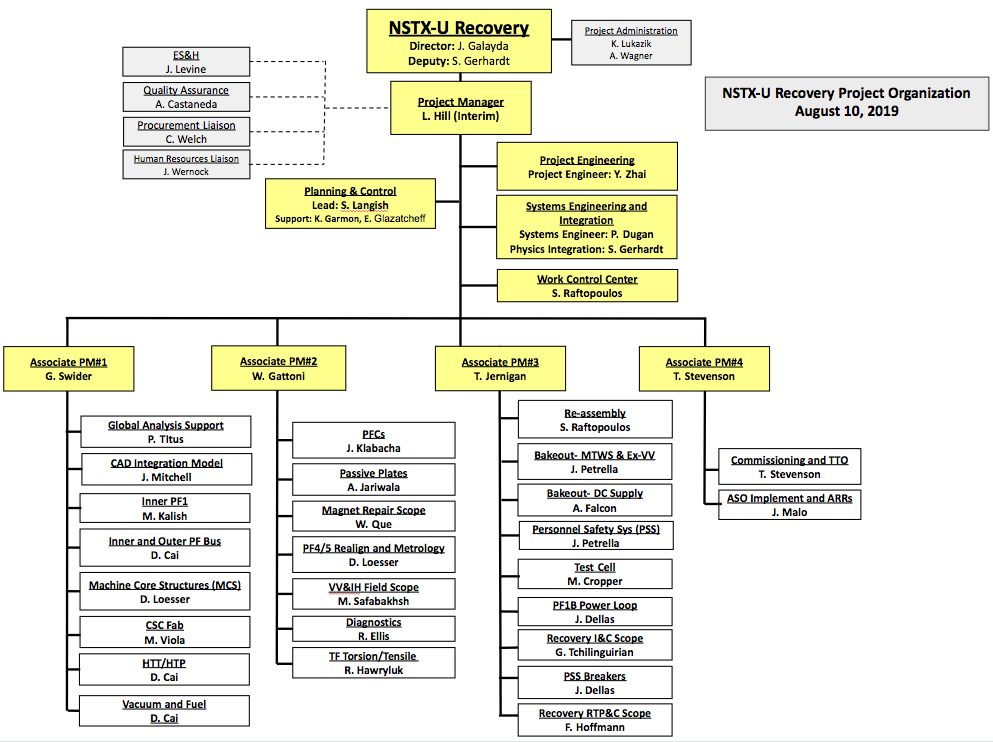 NSTX-U Recovery
Director: J. Galayda
Deputy: S. Gerhardt
Project Administration
K. Lukazik
A. Wagner
ES&H
J. Levine
Quality Assurance
A. Castaneda
Procurement Liaison
C. Welch
Human Resources Liaison
J. Wernock
Project Manager
L. Hill (Interim)
NSTX-U Recovery Project Organization
August 10, 2019
Project Engineering
Project Engineer: Y. Zhai
Planning & Control
Lead: S. Langish
Support: K. Garmon, E. Glazatcheff
Systems Engineering and
Integration
Systems Engineer: P. Dugan
Physics Integration: S. Gerhardt
Work Control Center
S. Raftopoulos
Associate PM#1
G. Swider
Associate PM#2
W. Gattoni
Associate PM#3
T. Jernigan
Associate PM#4
T. Stevenson
Global Analysis Support
P. TItus
CAD Integration Model
J. Mitchell
Inner PF1
M. Kalish
Inner and Outer PF Bus
D. Cai
Machine Core Structures (MCS)
D. Loesser
CSC Fab
M. Viola
HTT/HTP
D. Cai
Vacuum and Fuel
D. Cai
PFCs
J. Klabacha
Passive Plates
A. Jariwala
Magnet Repair Scope
W. Que
PF4/5 Realign and Metrology
D. Loesser
VV&IH Field Scope
M. Safabakhsh
Diagnostics
R. Ellis
TF Torsion/Tensile
R. Hawryluk
Re-assembly
S. Raftopoulos
Bakeout- MTWS & Ex-VV
J. Petrella
Bakeout- DC Supply
A. Falcon
Personnel Safety Sys (PSS)
J. Petrella
Test Cell
M. Cropper
PF1B Power Loop
J. Dellas
Recovery I&C Scope
G. Tchilinguirian
PSS Breakers
J. Dellas
Recovery RTP&C Scope
F. Hoffmann
Commissioning and TTO
T. Stevenson
ASO Implement and ARRs
J. Malo